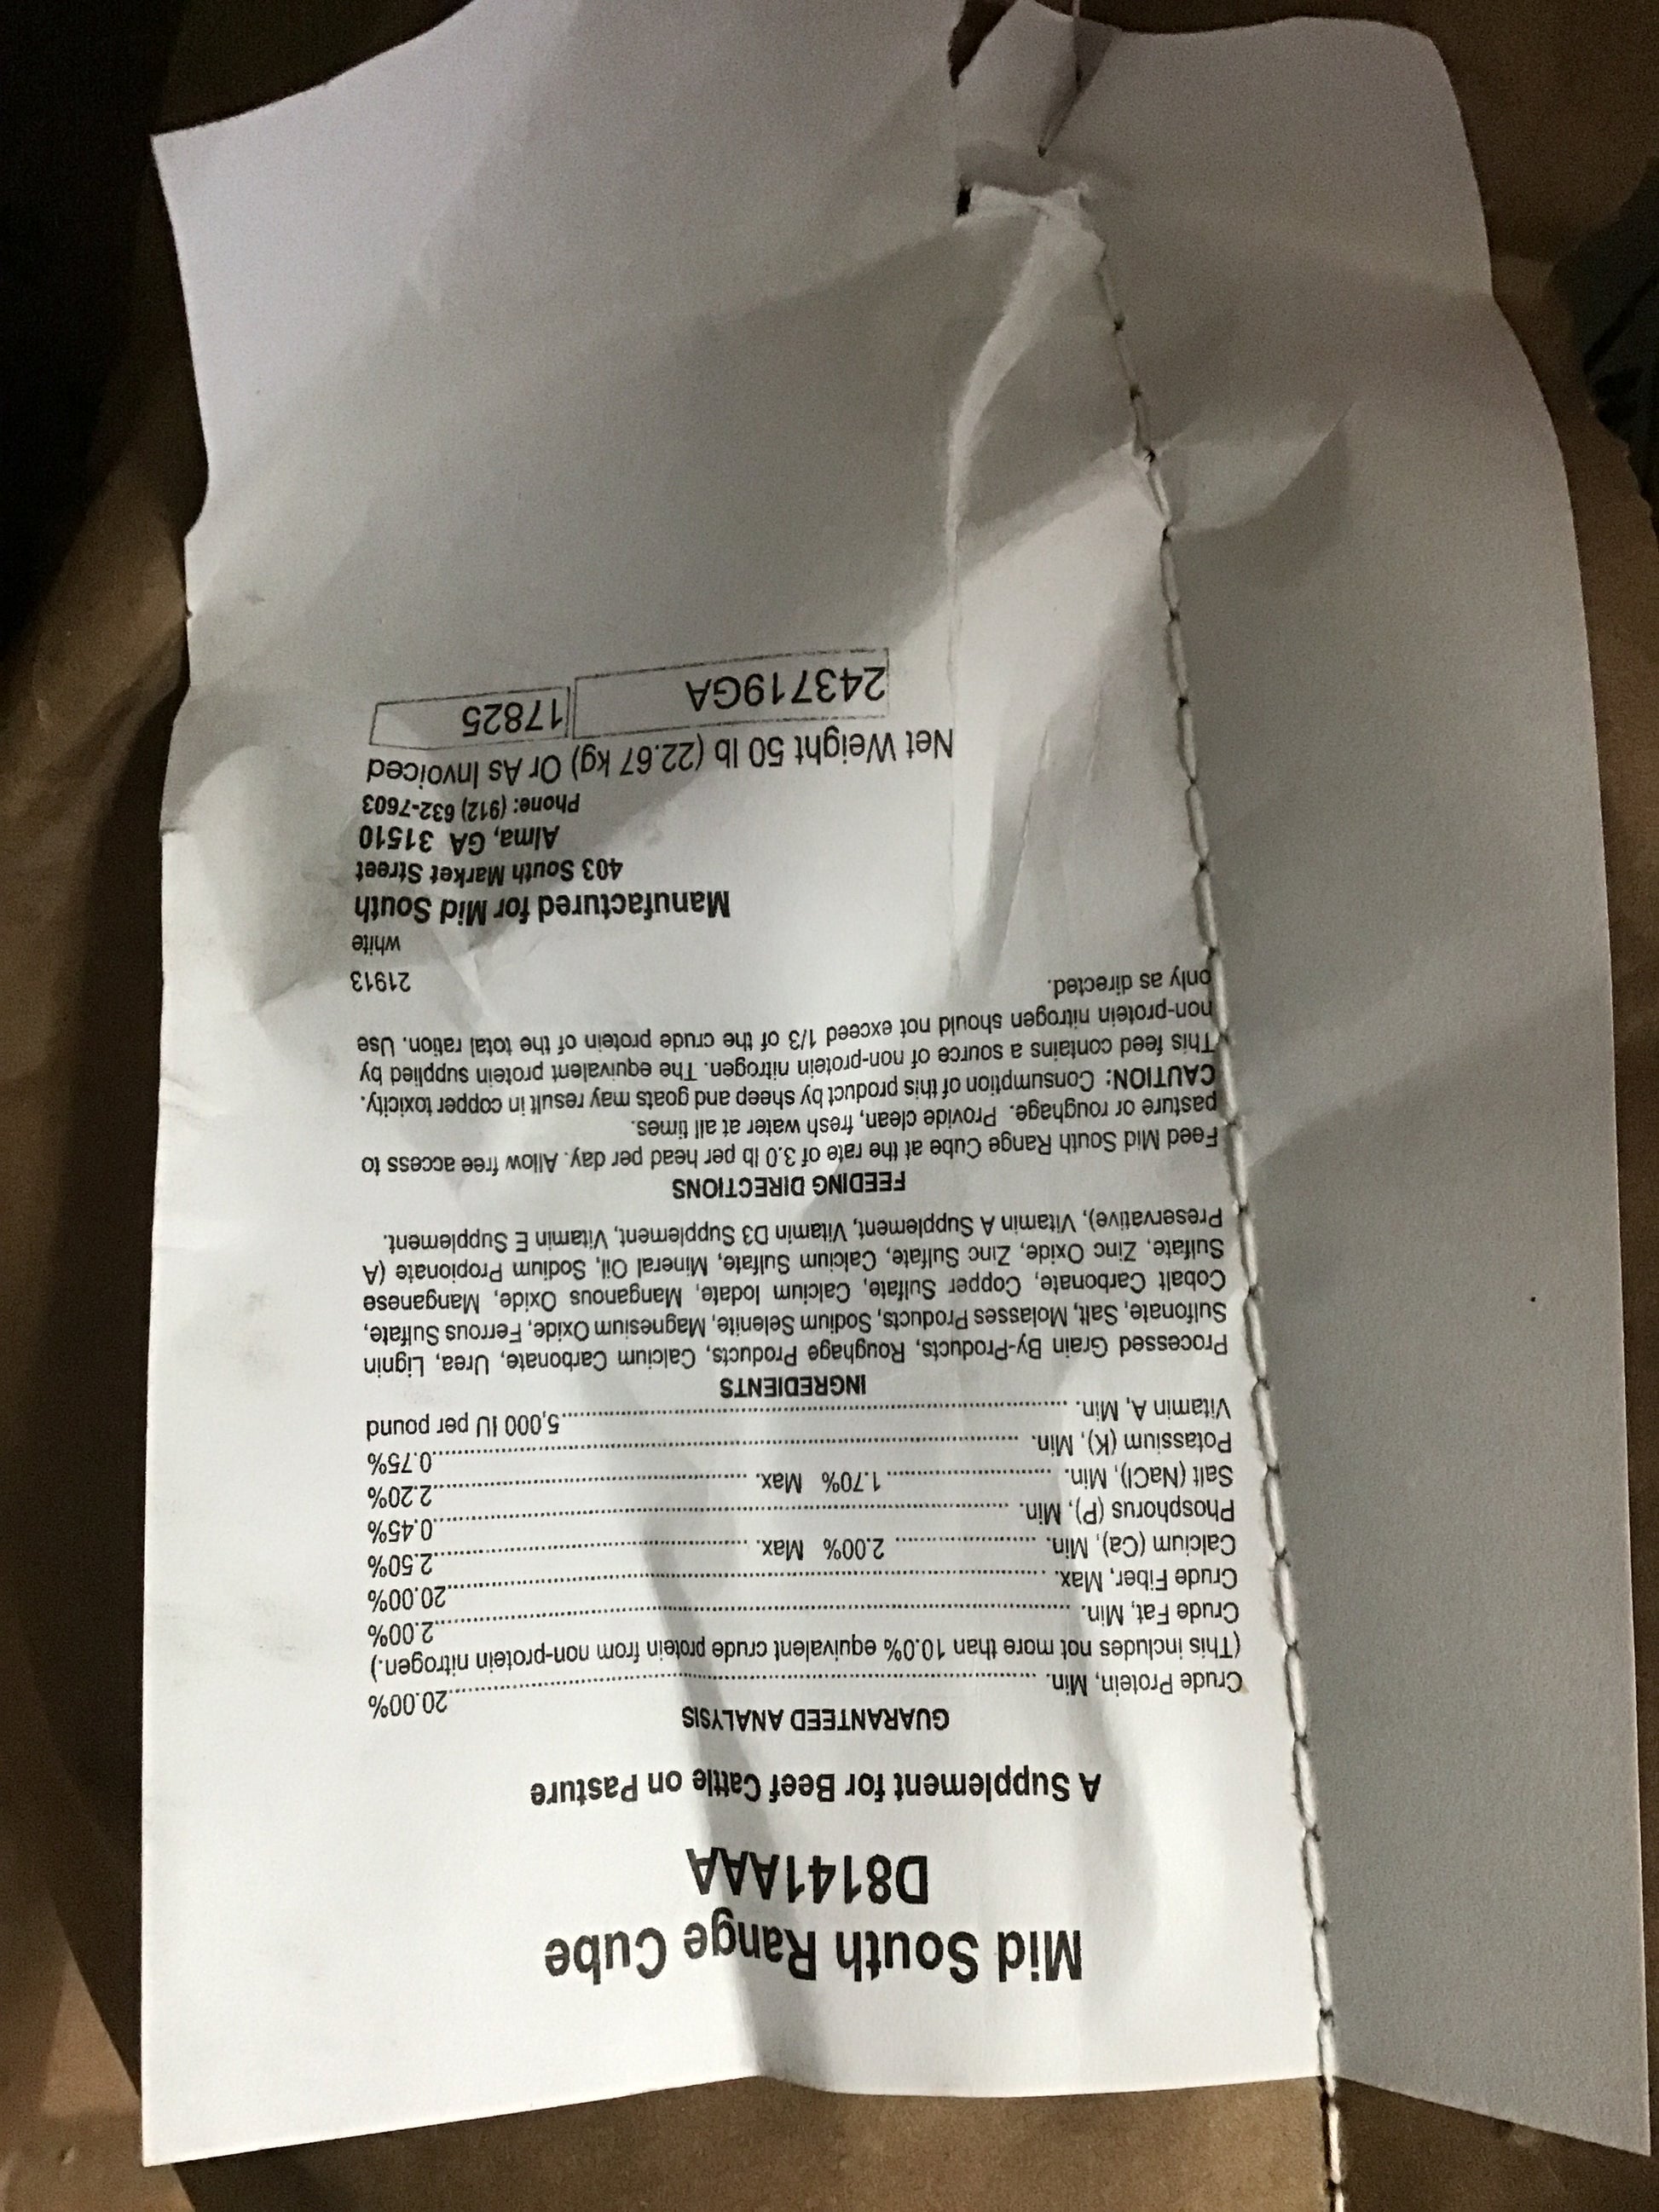 Mid South Range Cube
D8141AAA
A Supplement for Beef Cattle on Pasture
GUARANTEED ANALYSIS
Crude Protein, Min. ....................20.00%
(This includes not more than 10.0% equivalent crude protein from non-protein nitrogen.)
Crude Fat, Min. ....................2.00%
Crude Fiber, Max. ....................20.00%
Calcium (Ca), Min. .................... 2.00% Max. ....................2.50%
Phosphorus (P), Min. ....................0.45%
Salt (NaCl), Min. .................... 1.70% Max. ....................2.20%
Potassium (K), Min. ....................0.75%
Vitamin A, Min. ....................5,000 IU per pound
INGREDIENTS
Processed Grain By-Products, Roughage Products, Calcium Carbonate, Urea, Lignin
Sulfonate, Salt, Molasses Products, Sodium Selenite, Magnesium Oxide, Ferrous Sulfate,
Cobalt Carbonate, Copper Sulfate, Calcium Iodate, Manganous Oxide, Manganese
Sulfate, Zinc Oxide, Zinc Sulfate, Calcium Sulfate, Mineral Oil, Sodium Propionate (A
Preservative), Vitamin A Supplement, Vitamin D3 Supplement, Vitamin E Supplement.
FEEDING DIRECTIONS
Feed Mid South Range Cube at the rate of 3.0 lb per head per day. Allow free access to
pasture or roughage. Provide clean, fresh water at all times.
CAUTION: Consumption of this product by sheep and goats may result in copper toxicity.
This feed contains a source of non-protein nitrogen. The equivalent protein supplied by
non-protein nitrogen should not exceed 1/3 of the crude protein of the total ration. Use
only as directed.
21913
white
Manufactured for Mid South
403 South Market Street
Alma, GA 31510
Phone: (912) 632-7603
Net Weight 50 lb (22.67 kg) Or As Invoiced
243719GA 17825